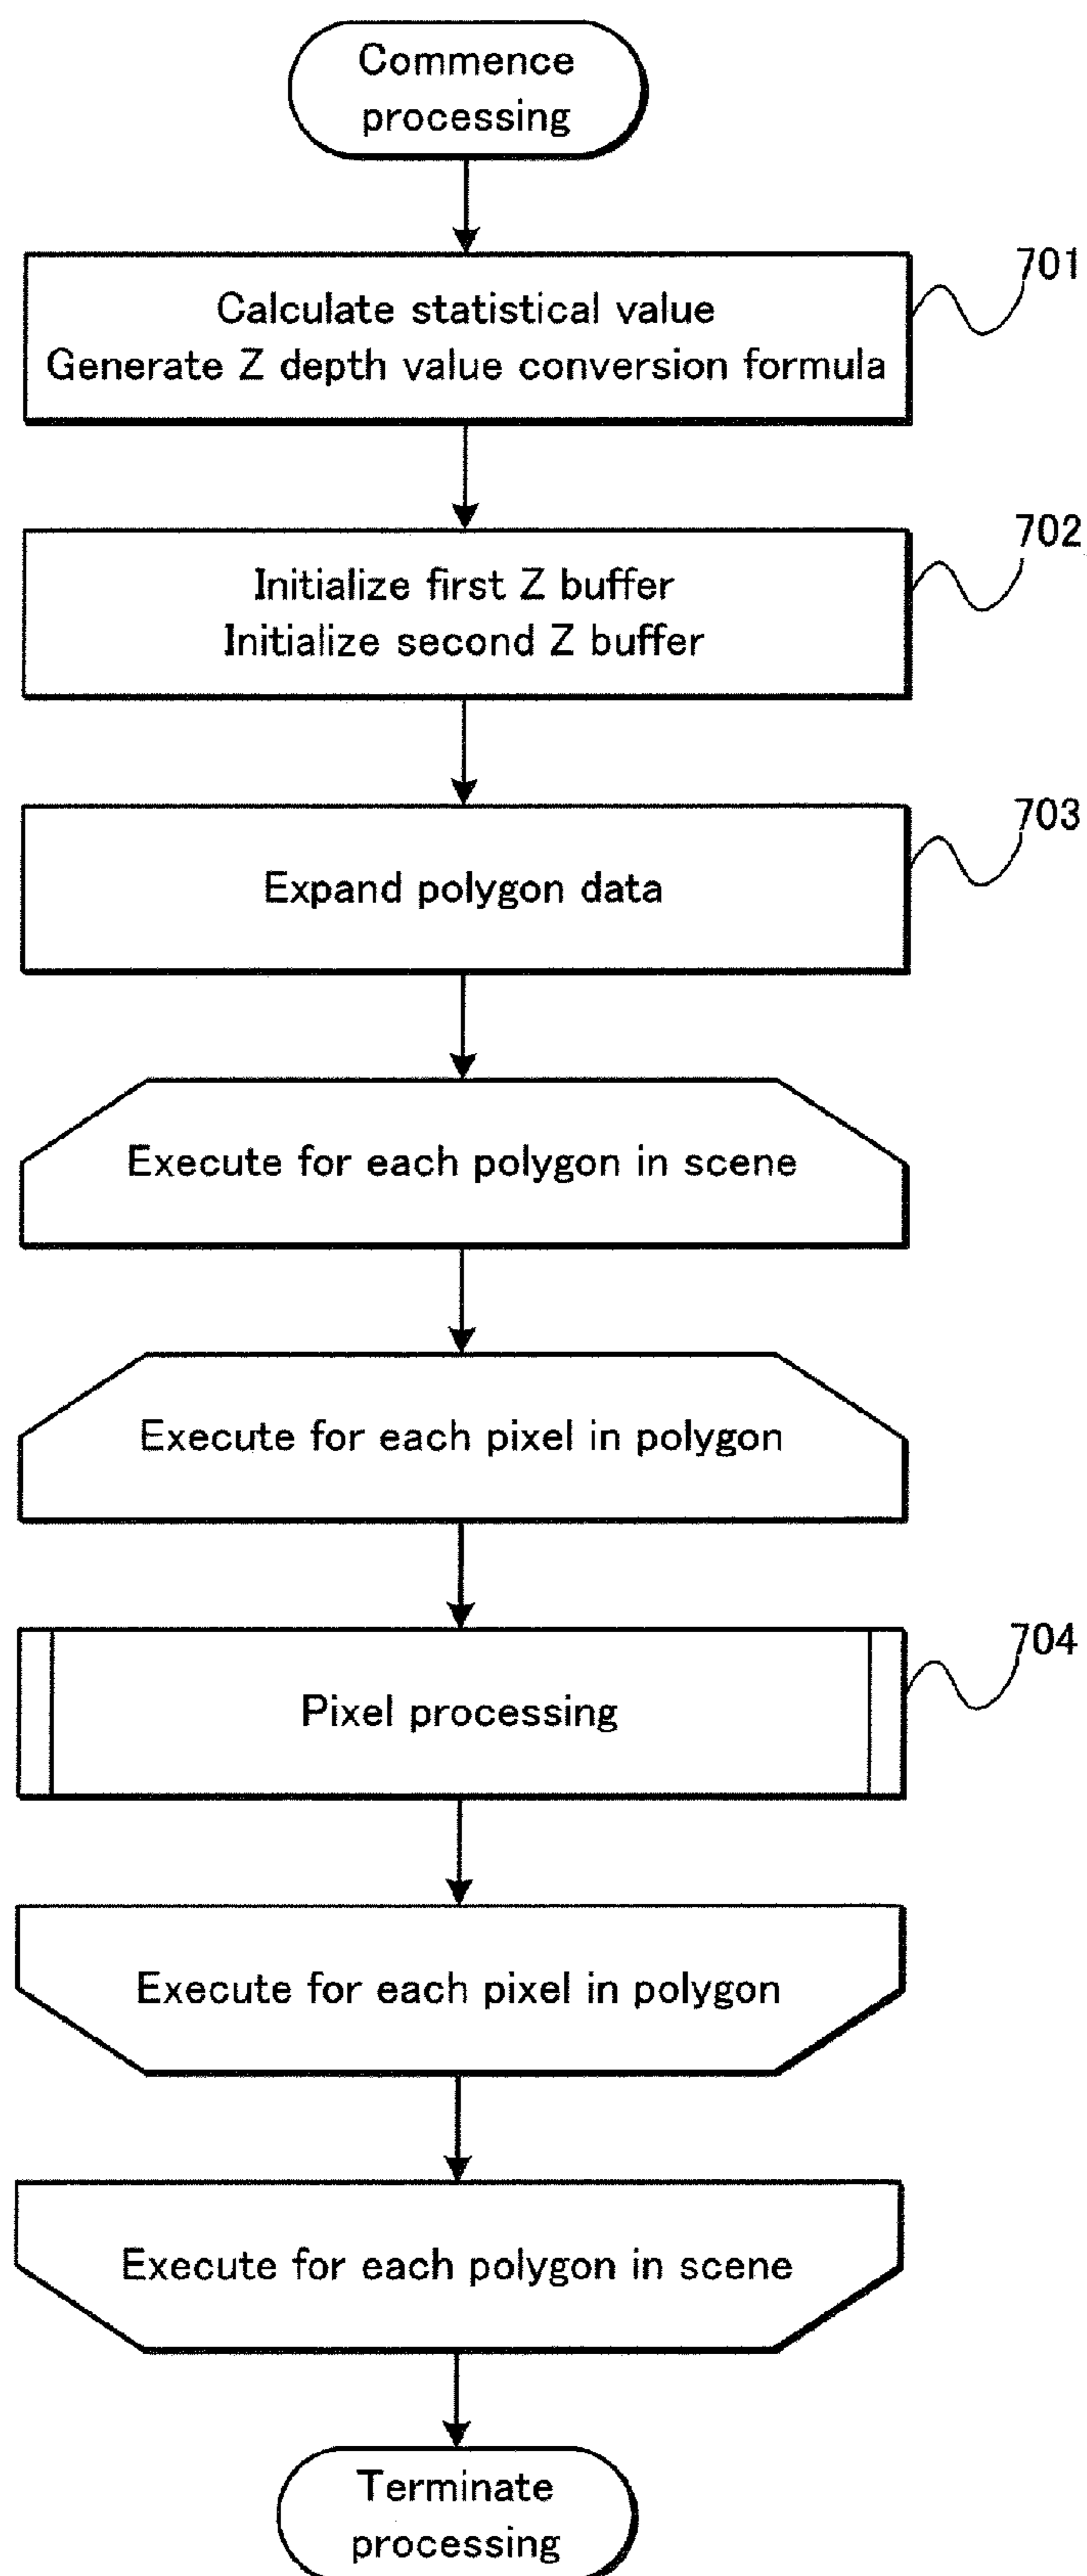 Commence
processing
701
Calculate statistical value
Generate Z depth value conversion formula
702
Initialize first Z buffer
Initialize second Z buffer
703
Expand polygon data
Execute for each polygon in scene
Execute for each pixel in polygon
704
Pixel processing
Execute for each pixel in polygon
Execute for each polygon in scene
Terminate
processing